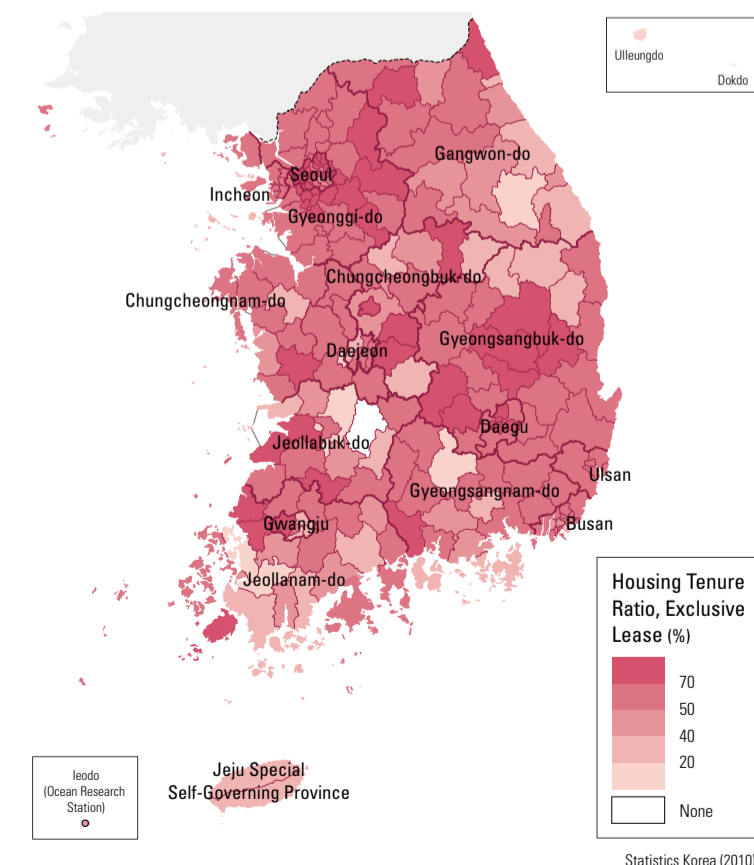 Ulleungdo
Dokdo
Gangwon-do
Seoul
Incheon
Gyeonggi-do
Chungcheongbuk-do
Chungcheongnam-do
Gyeongsangbuk-do
Daejeon
Daegu
Jeollabuk-do
Ulsan
Gyeongsangnam-do
Gwangju
Busan
Jeollanam-do
Housing Tenure
Ratio, Exclusive
Lease (%)
70
50
40
20
None
Jeju Special
Self-Governing Province
Ieodo
(Ocean Research
Station)
Statistics Korea (2010)